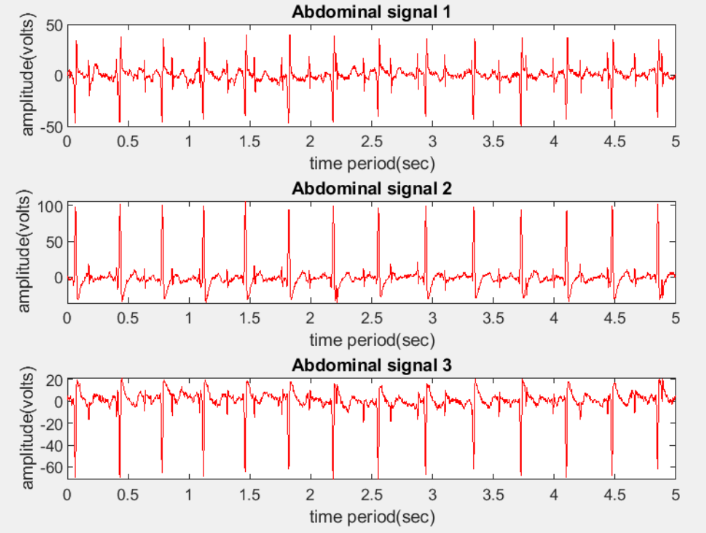 Abdominal signal 1
50
0
-50
amplitude(volts)
0 0.5 1 1.5 2 2.5 3 3.5 4 4.5 5
time period(sec)
Abdominal signal 2
100
50
0
amplitude(volts)
0 0.5 1 1.5 2 2.5 3 3.5 4 4.5 5
time period(sec)
Abdominal signal 3
20
0
-20
-40
-60
amplitude(volts)
0 0.5 1 1.5 2 2.5 3 3.5 4 4.5 5
time period(sec)